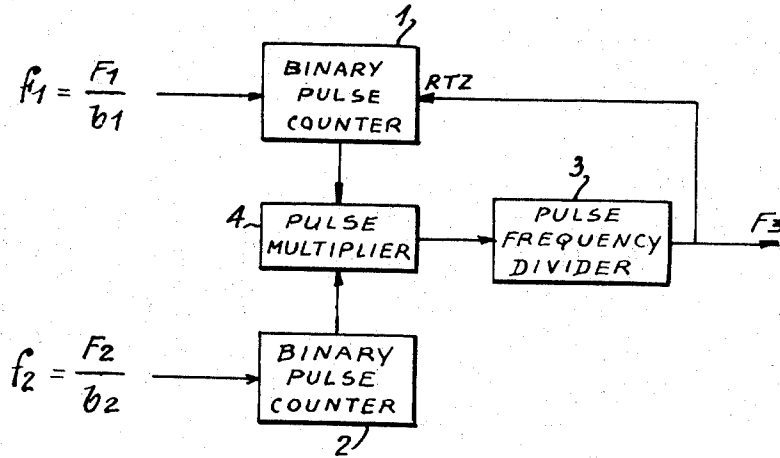 1
BINARY
PULSE
COUNTER
f1 = F1/b1
RTZ
4
PULSE
MULTIPLIER
3
PULSE
FREQUENCY
DIVIDER
F3
f2 = F2/b2
BINARY
PULSE
COUNTER
2